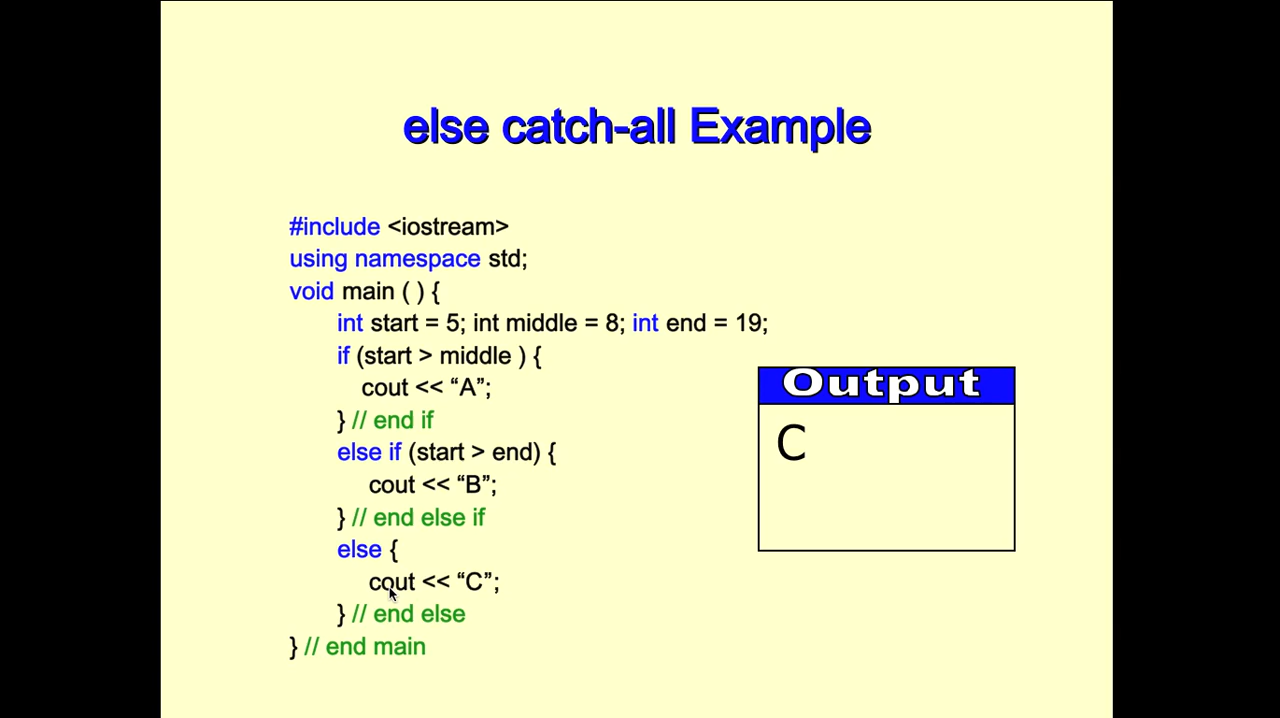 else catch-all Example
#include <iostream>
using namespace std;
void main ( ) {
int start = 5; int middle = 8; int end = 19;
if (start > middle ) {
cout << “A”;
} // end if
else if (start > end) {
cout << “B”;
} // end else if
else {
cout << “C”;
} // end else
} // end main
Output
C